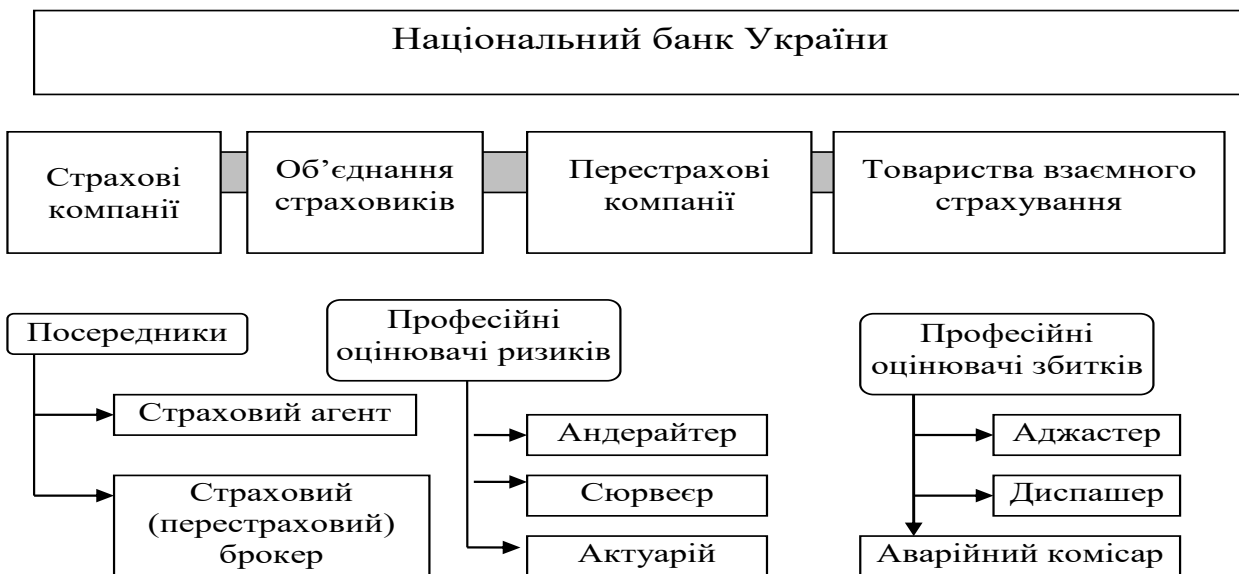 Національний банк України
Страхові
компанії
Об’єднання
страховиків
Перестрахові
компанії
Товариства взаємного
страхування
Посередники
Страховий агент
Страховий
(перестраховий)
брокер
Професійні
оцінювачі ризиків
Андерайтер
Сюрвеєр
Актуарій
Професійні
оцінювачі збитків
Аджастер
Диспашер
Аварійний комісар